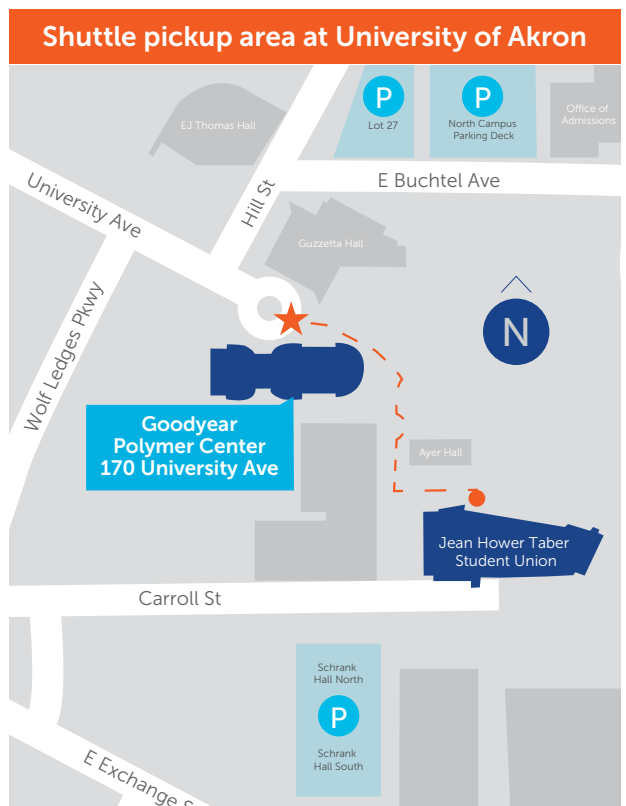 Shuttle pickup area at University of Akron
P
Lot 27
P
North Campus
Parking Deck
Office of
Admissions
EJ Thomas Hall
E Buchtel Ave
University Ave
Hill St
Guzzetta Hall
N
Wolf Ledges Pkwy
Goodyear
Polymer Center
170 University Ave
Ayer Hall
Jean Hower Taber
Student Union
Carroll St
Schrank
Hall North
P
Schrank
Hall South
E Exchange S